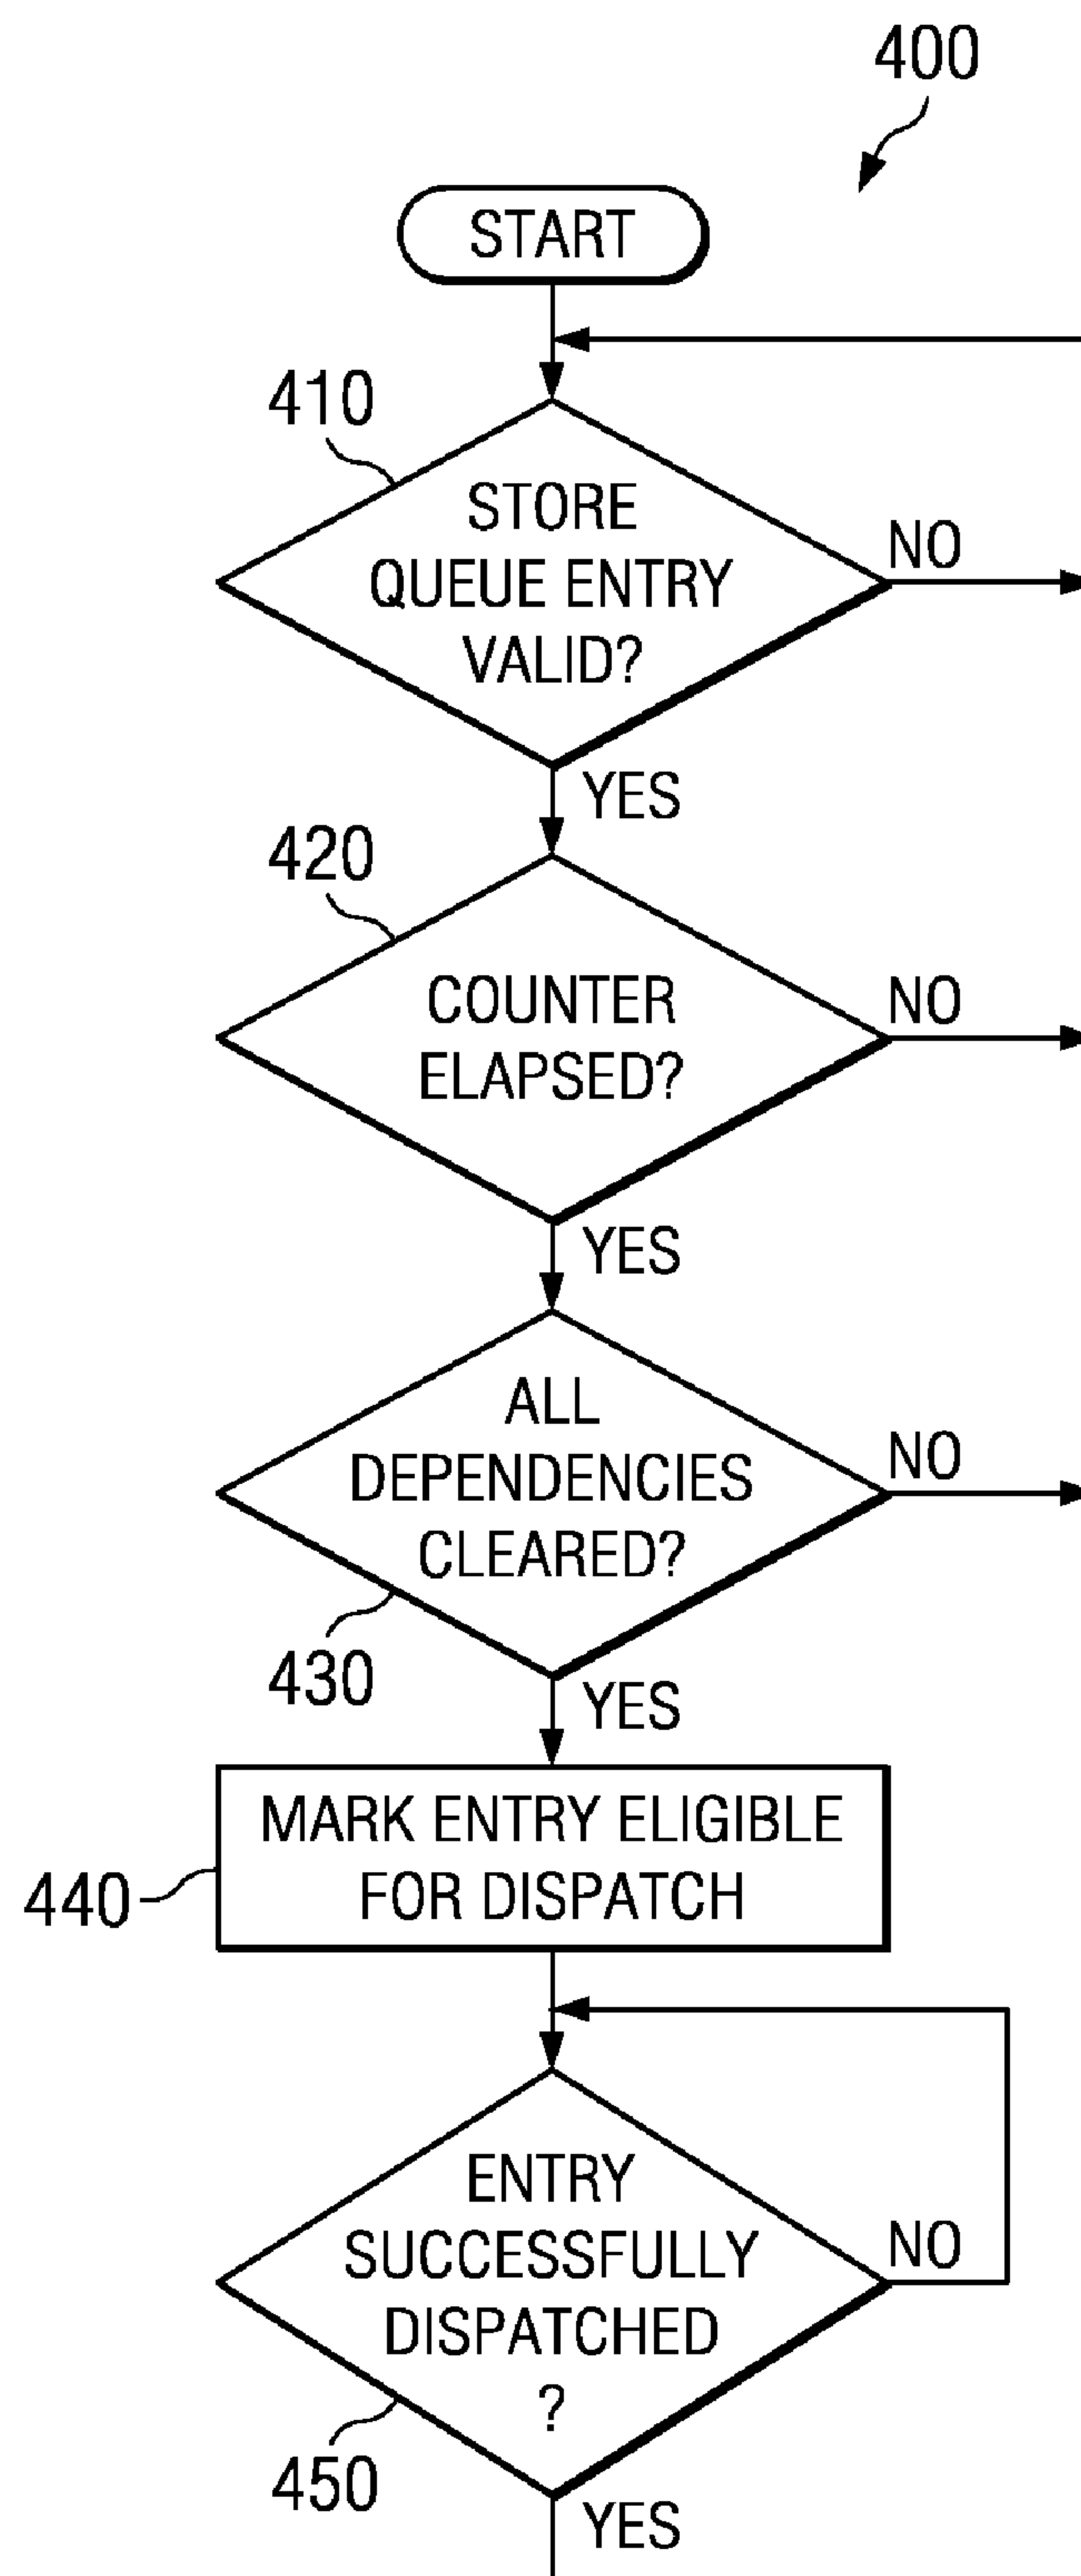 400
START
410
STORE
QUEUE ENTRY
VALID?
NO
YES
420
COUNTER
ELAPSED?
NO
YES
ALL
DEPENDENCIES
CLEARED?
NO
430
YES
MARK ENTRY ELIGIBLE
FOR DISPATCH
440
ENTRY
SUCCESSFULLY
DISPATCHED
?
NO
450
YES